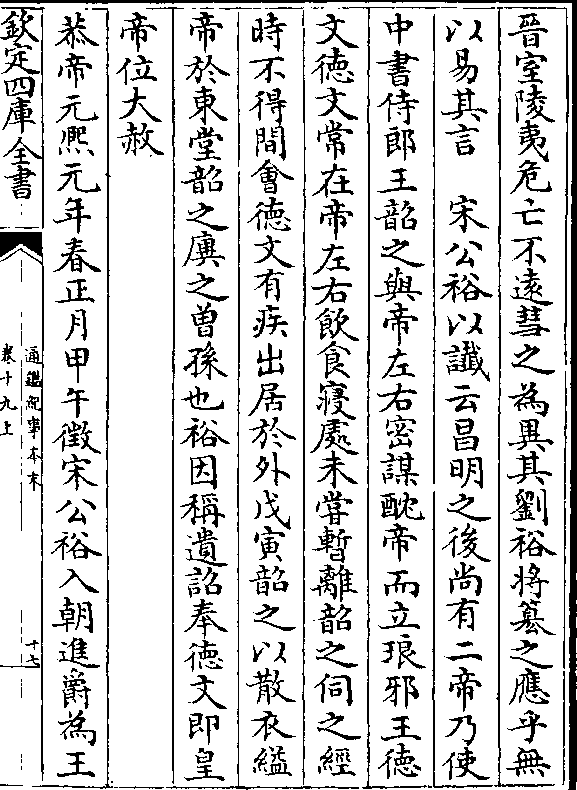 晉室陵夷危亡不遠彗之為異其劉裕將簒之應乎無
以易其言　宋公裕以讖云昌明之後尚有二帝乃使
中書侍郎王韶之與帝左右密謀酖帝而立琅邪王德
文德文常在帝左右飲食寢處未嘗暫離韶之伺之經
時不得間會德文有疾出居於外戊寅韶之以散衣縊
帝於東堂韶之廙之曽孫也裕因稱遺詔奉德文即皇
帝位大赦
恭帝元熈元年春正月甲午徵宋公裕入朝進爵為王
欽定四庫全書
通鑑紀事本末
卷十九上
十七